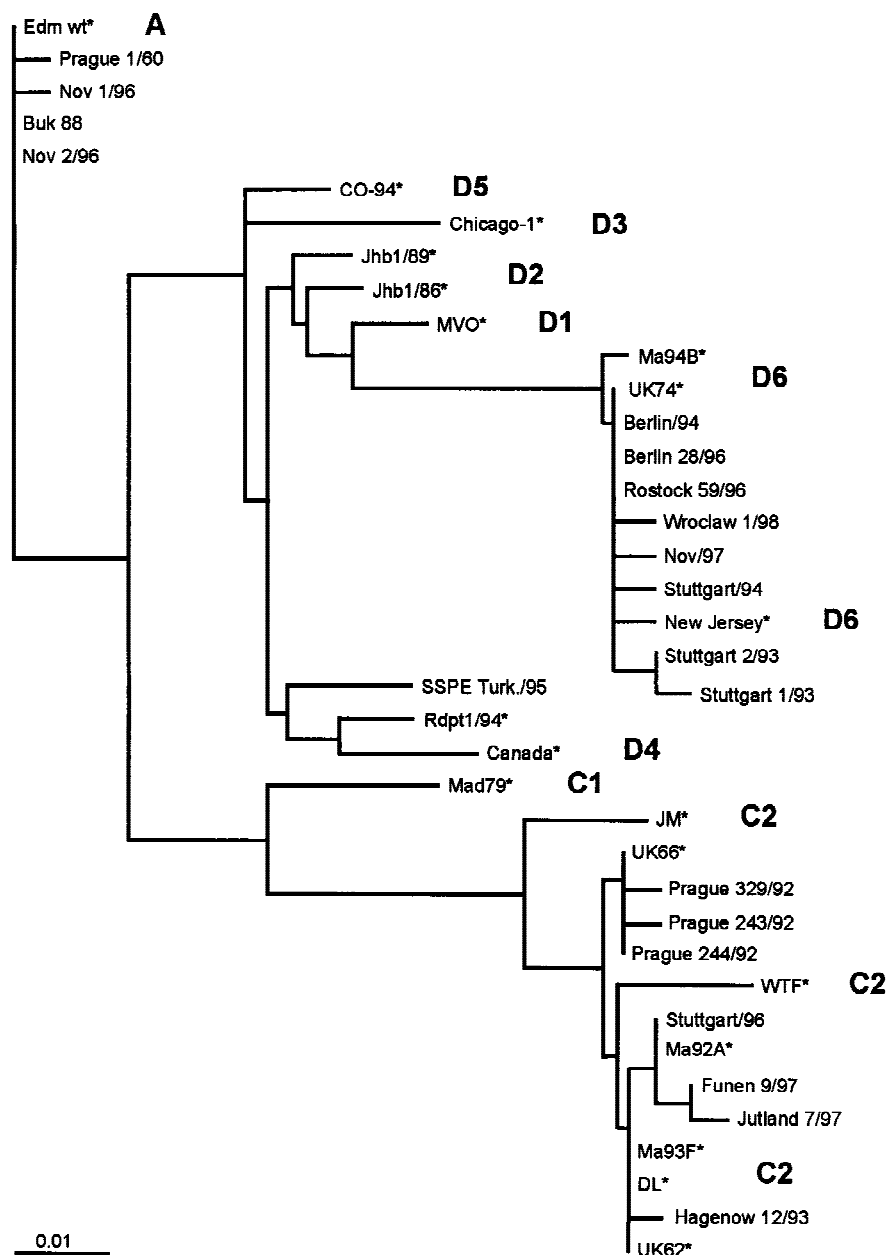 Edm wt* A
Prague 1/60
Nov 1/96
Buk 88
Nov 2/96
CO-94* D5
Chicago-1* D3
Jhb1/89*
D2
Jhb1/86*
MVO* D1
Ma94B*
D6
UK74*
Berlin/94
Berlin 28/96
Rostock 59/96
Wroclaw 1/98
Nov/97
Stuttgart/94
New Jersey* D6
Stuttgart 2/93
Stuttgart 1/93
SSPE Turk./95
Rdpt1/94*
Canada* D4
Mad79* C1
JM* C2
UK66*
Prague 329/92
Prague 243/92
Prague 244/92
WTF* C2
Stuttgart/96
Ma92A*
Funen 9/97
Jutland 7/97
Ma93F*
C2
DL*
Hagenow 12/93
0.01
UK62*